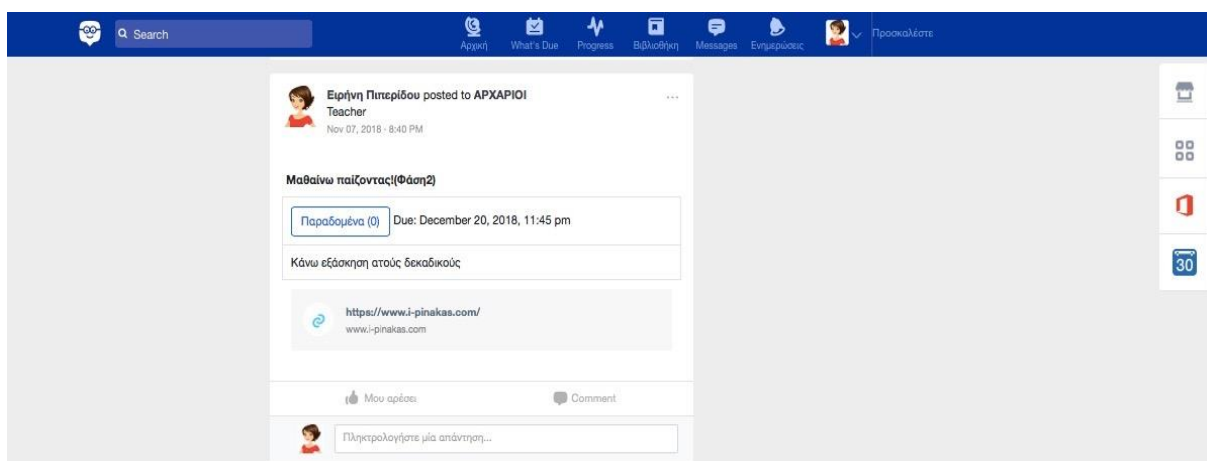 Search
Αρχική What's Due Progress Βιβλιοθήκη Messages Ενημερώσεις Προσκαλέστε
Ειρήνη Πιπερίδου posted to ΑΡΧΑΡΙΟΙ
Teacher
Nov 07, 2018 · 8:40 PM
Μαθαίνω παίζοντας!(Φάση2)
Παραδομένα (0) Due: December 20, 2018, 11:45 pm
Κάνω εξάσκηση ατούς δεκαδικούς
https://www.i-pinakas.com/
www.i-pinakas.com
Μου αρέσει Comment
Πληκτρολογήστε μία απάντηση...
30